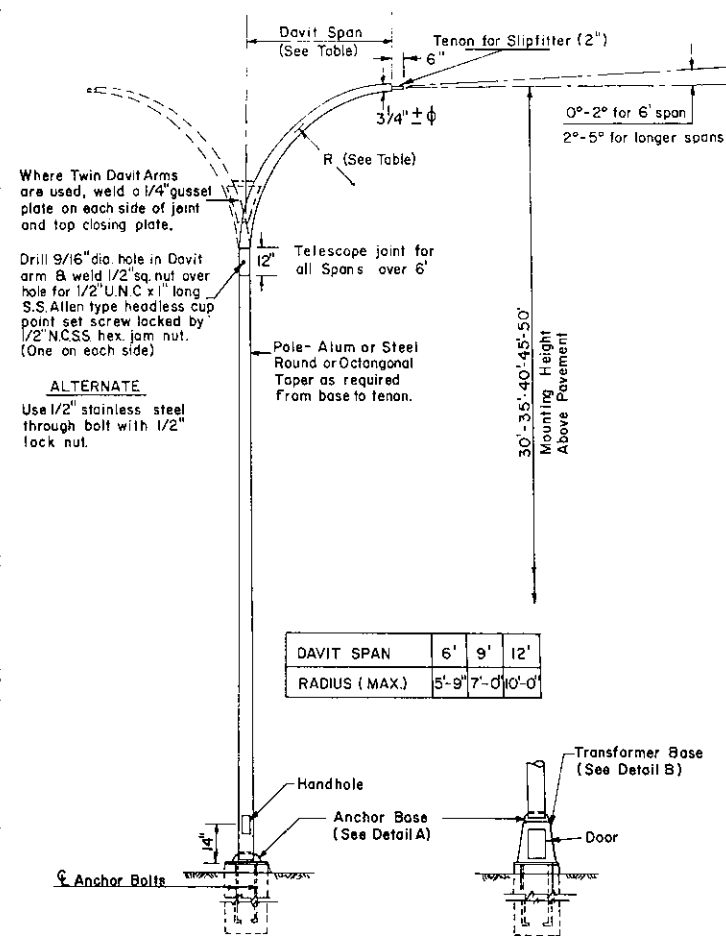 Davit Span
(See Table)
Tenon for Slipfitter (2")
6"
3 1/4" ± ϕ
0°-2° for 6' span
2°-5° for longer spans
R (See Table)
Where Twin Davit Arms
are used, weld a 1/4" gusset
plate on each side of joint
and top closing plate.
Drill 9/16" dia. hole in Davit
arm & weld 1/2" sq. nut over
hole for 1/2" U.N.C x 1" long
S.S. Allen type headless cup
point set screw locked by
1/2" N.C.S.S. hex. jam nut.
(One on each side)
12"
Telescope joint for
all Spans over 6'
Pole- Alum or Steel
Round or Octangonal
Taper as required
From base to tenon.
ALTERNATE
Use 1/2" stainless steel
through bolt with 1/2"
lock nut.
30'-35'-40'-45'-50'
Mounting Height
Above Pavement
DAVIT SPAN 6' 9' 12'
RADIUS (MAX.) 5'-9" 7'-0" 10'-0"
Handhole
Anchor Base
(See Detail A)
14"
℄ Anchor Bolts
Transformer Base
(See Detail B)
Door